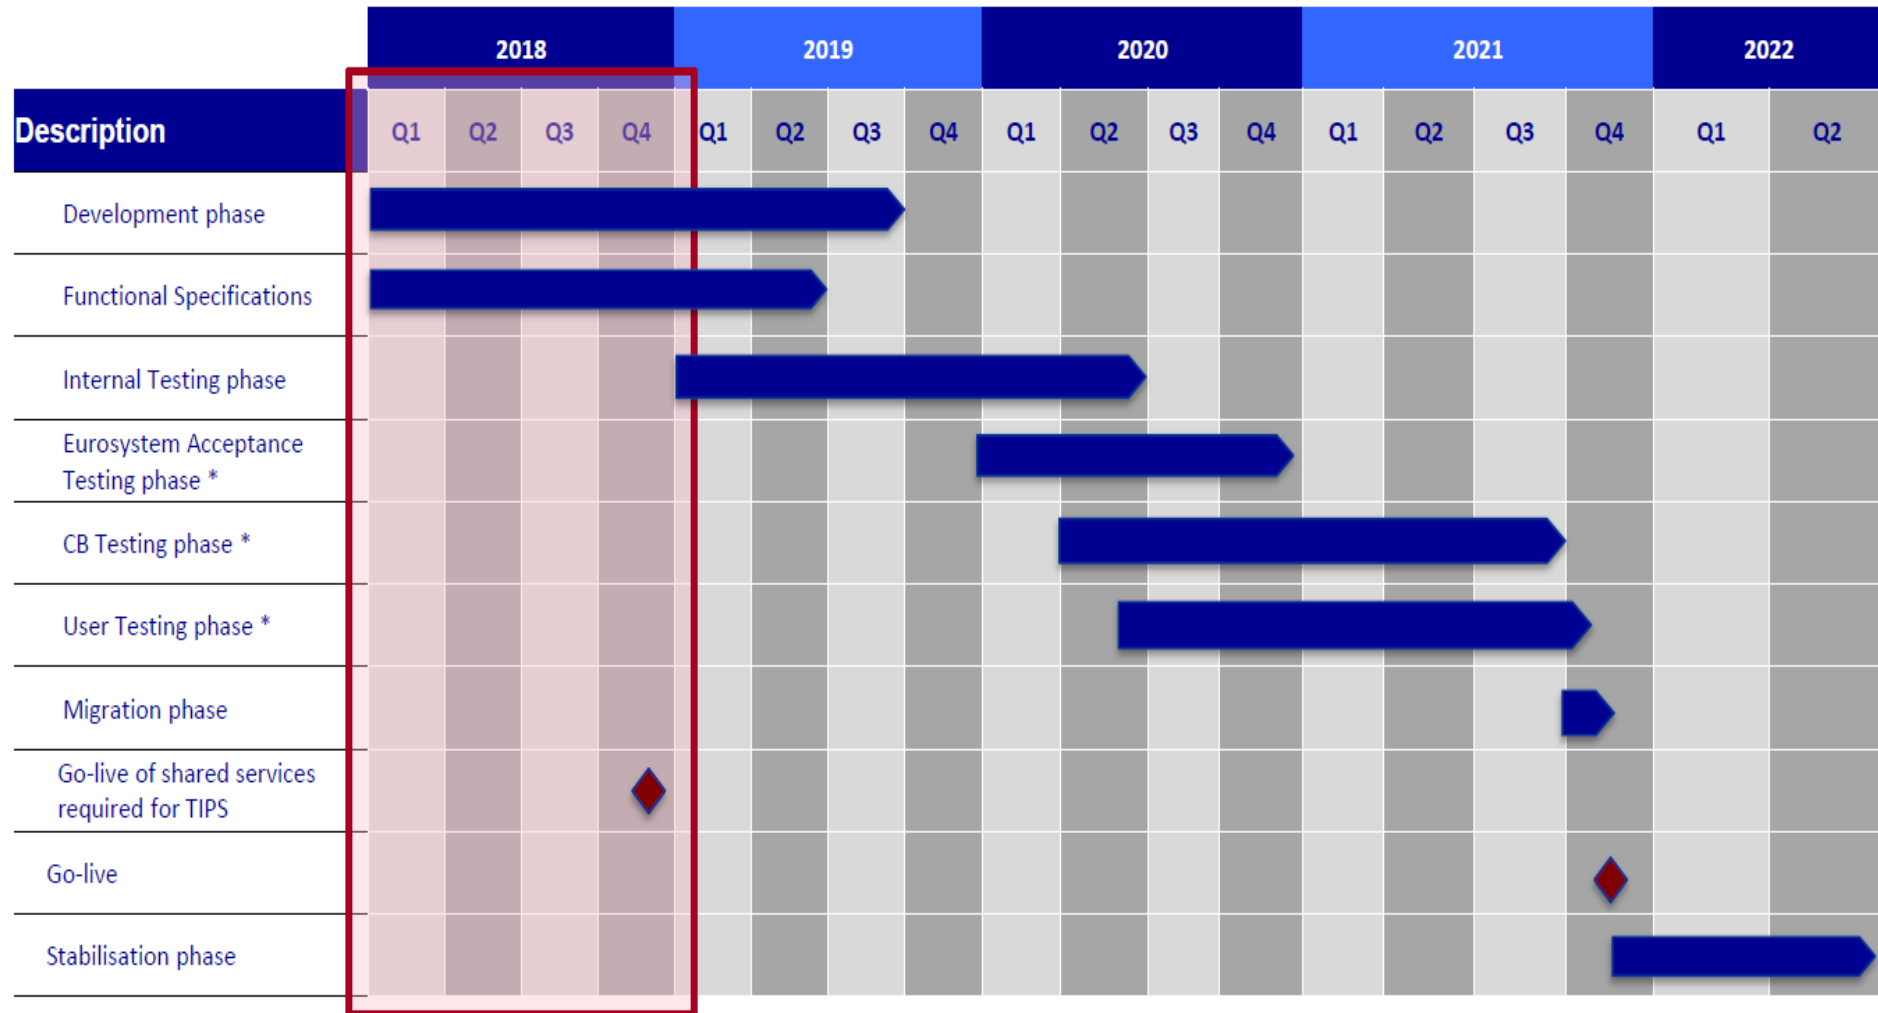 2018 2019 2020 2021 2022
Description Q1 Q2 Q3 Q4 Q1 Q2 Q3 Q4 Q1 Q2 Q3 Q4 Q1 Q2 Q3 Q4 Q1 Q2
Development phase
Functional Specifications
Internal Testing phase
Eurosystem Acceptance
Testing phase *
CB Testing phase *
User Testing phase *
Migration phase
Go-live of shared services
required for TIPS
Go-live
Stabilisation phase